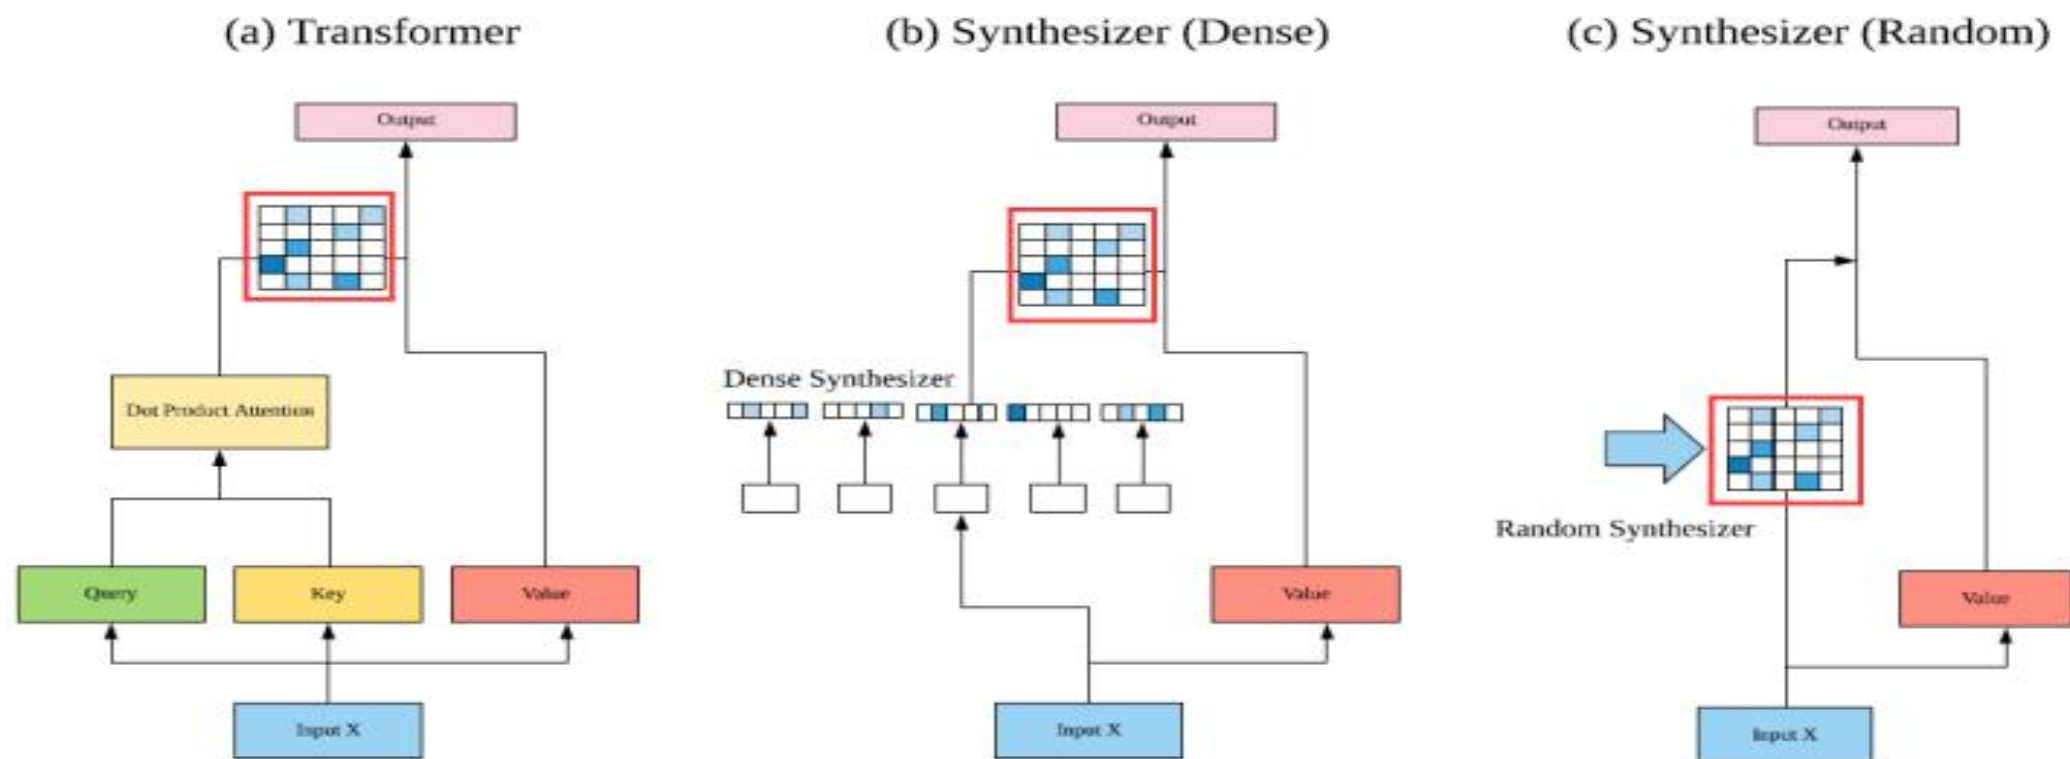 (a) Transformer
Output
Dot Product Attention
Query
Key
Value
Input X
(b) Synthesizer (Dense)
Output
Dense Synthesizer
Value
Input X
(c) Synthesizer (Random)
Output
Random Synthesizer
Value
Input X